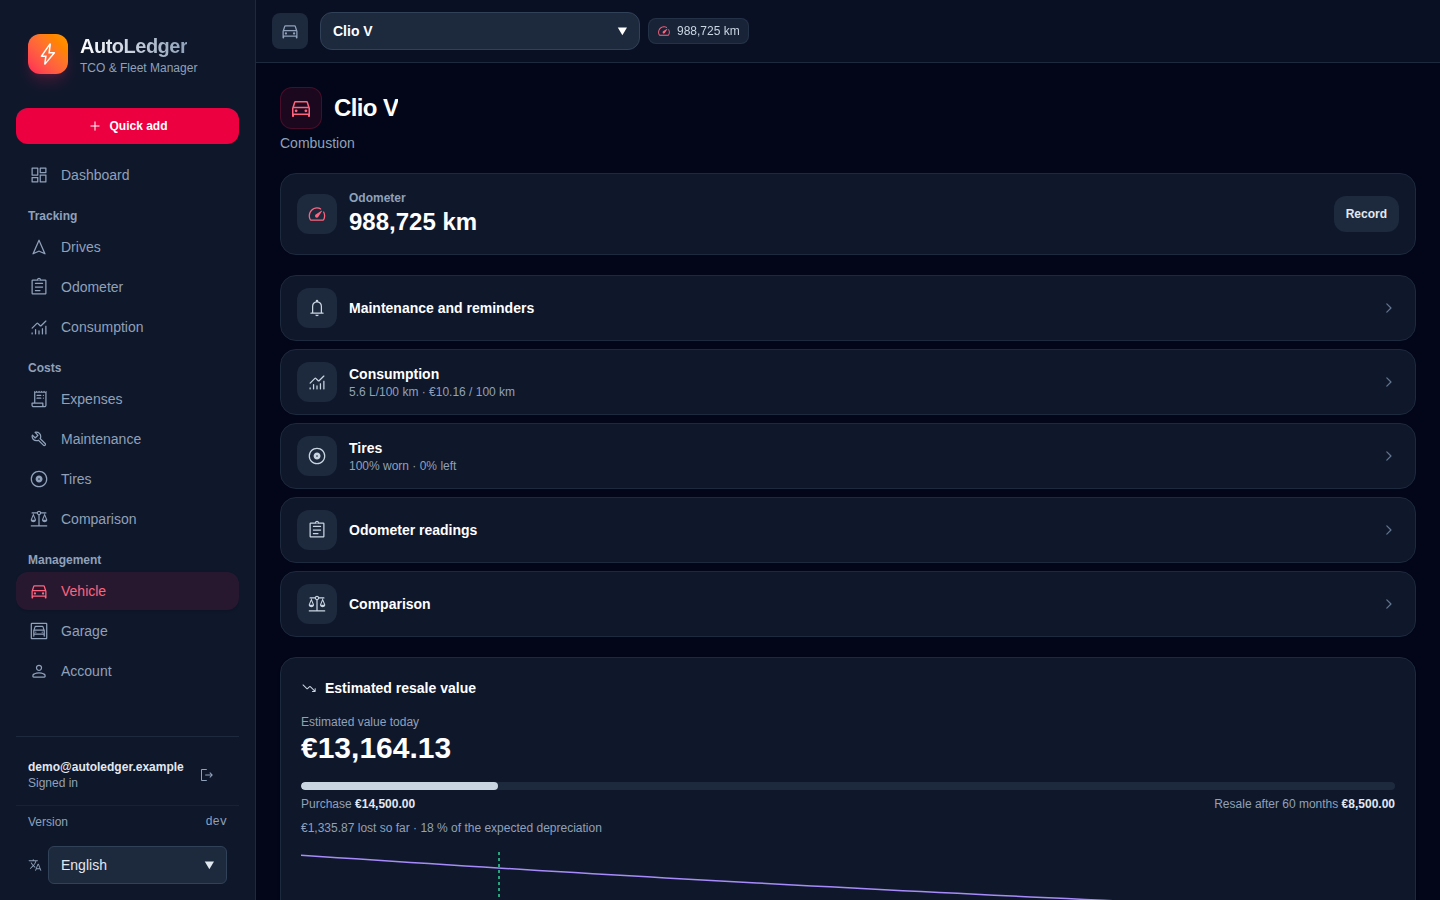 AutoLedger
TCO & Fleet Manager
Quick add
Dashboard
Tracking
Drives
Odometer
Consumption
Costs
Expenses
Maintenance
Tires
Comparison
Management
Vehicle
Garage
Account
demo@autoledger.example
Signed in
Version dev
English
Clio V
988,725 km
Clio V
Combustion
Odometer
988,725 km
Record
Maintenance and reminders
Consumption
5.6 L/100 km · €10.16 / 100 km
Tires
100% worn · 0% left
Odometer readings
Comparison
Estimated resale value
Estimated value today
€13,164.13
Purchase €14,500.00
Resale after 60 months €8,500.00
€1,335.87 lost so far · 18 % of the expected depreciation